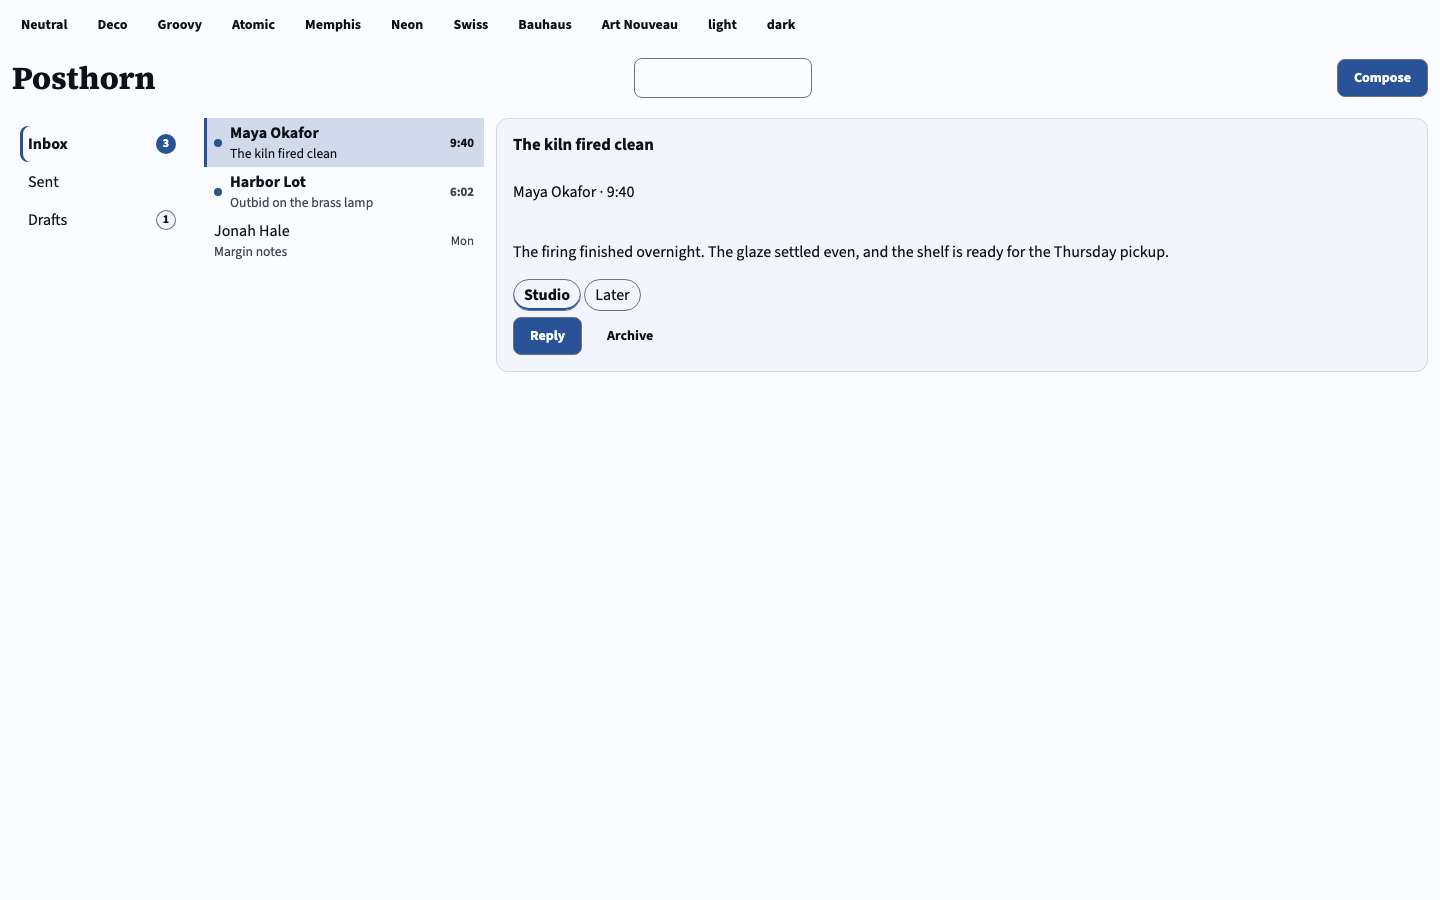 Neutral Deco Groovy Atomic Memphis Neon Swiss Bauhaus Art Nouveau light dark
Posthorn
Compose
Inbox 3
Sent
Drafts 1
Maya Okafor 9:40
The kiln fired clean
Harbor Lot 6:02
Outbid on the brass lamp
Jonah Hale Mon
Margin notes
The kiln fired clean
Maya Okafor · 9:40
The firing finished overnight. The glaze settled even, and the shelf is ready for the Thursday pickup.
Studio Later
Reply Archive